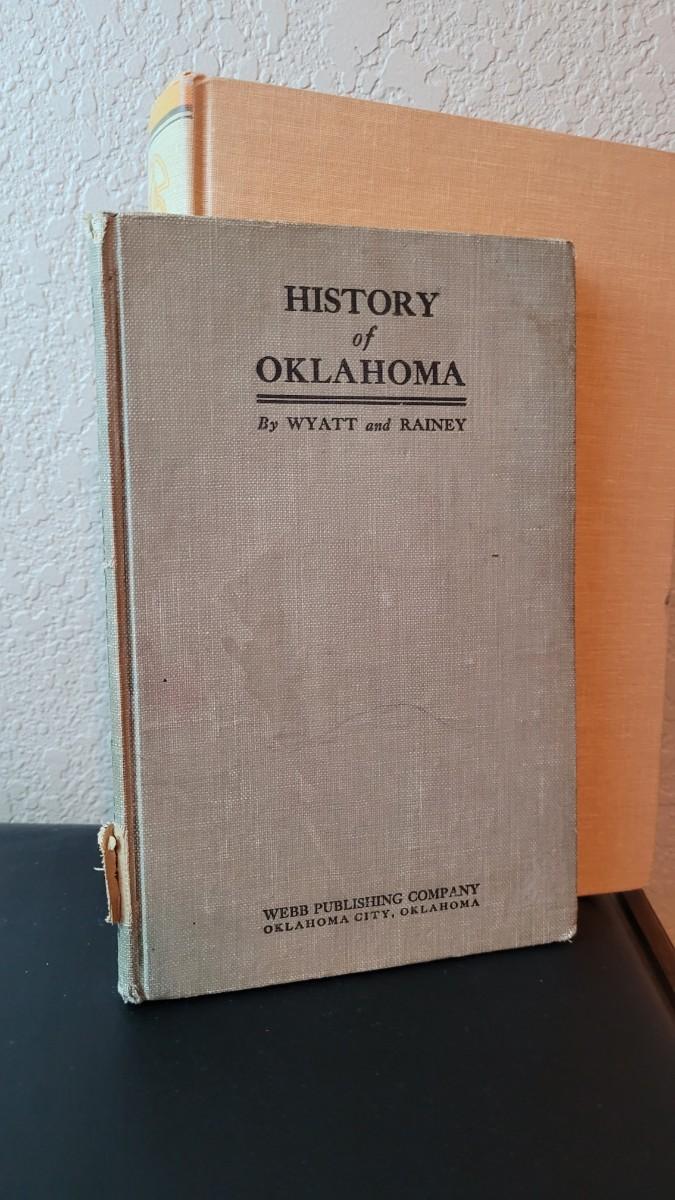 HISTORY
of
OKLAHOMA
By WYATT and RAINEY
WEBB PUBLISHING COMPANY
OKLAHOMA CITY, OKLAHOMA